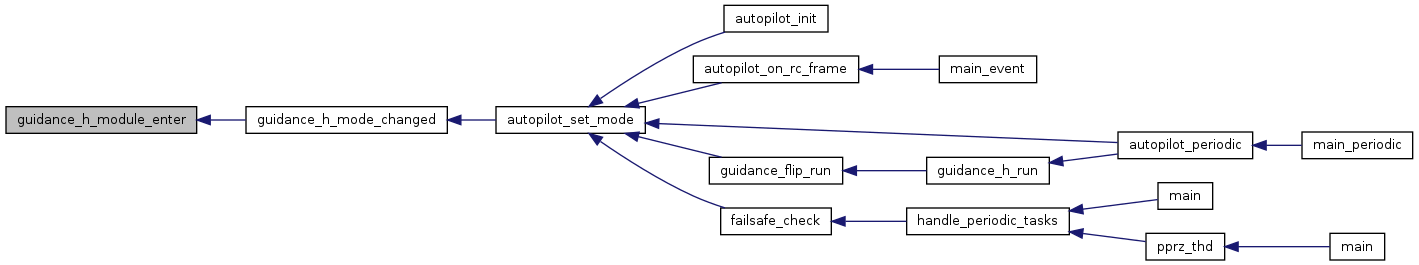 autopilot_init
autopilot_on_rc_frame
main_event
guidance_h_module_enter
guidance_h_mode_changed
autopilot_set_mode
autopilot_periodic
main_periodic
guidance_flip_run
guidance_h_run
main
failsafe_check
handle_periodic_tasks
pprz_thd
main